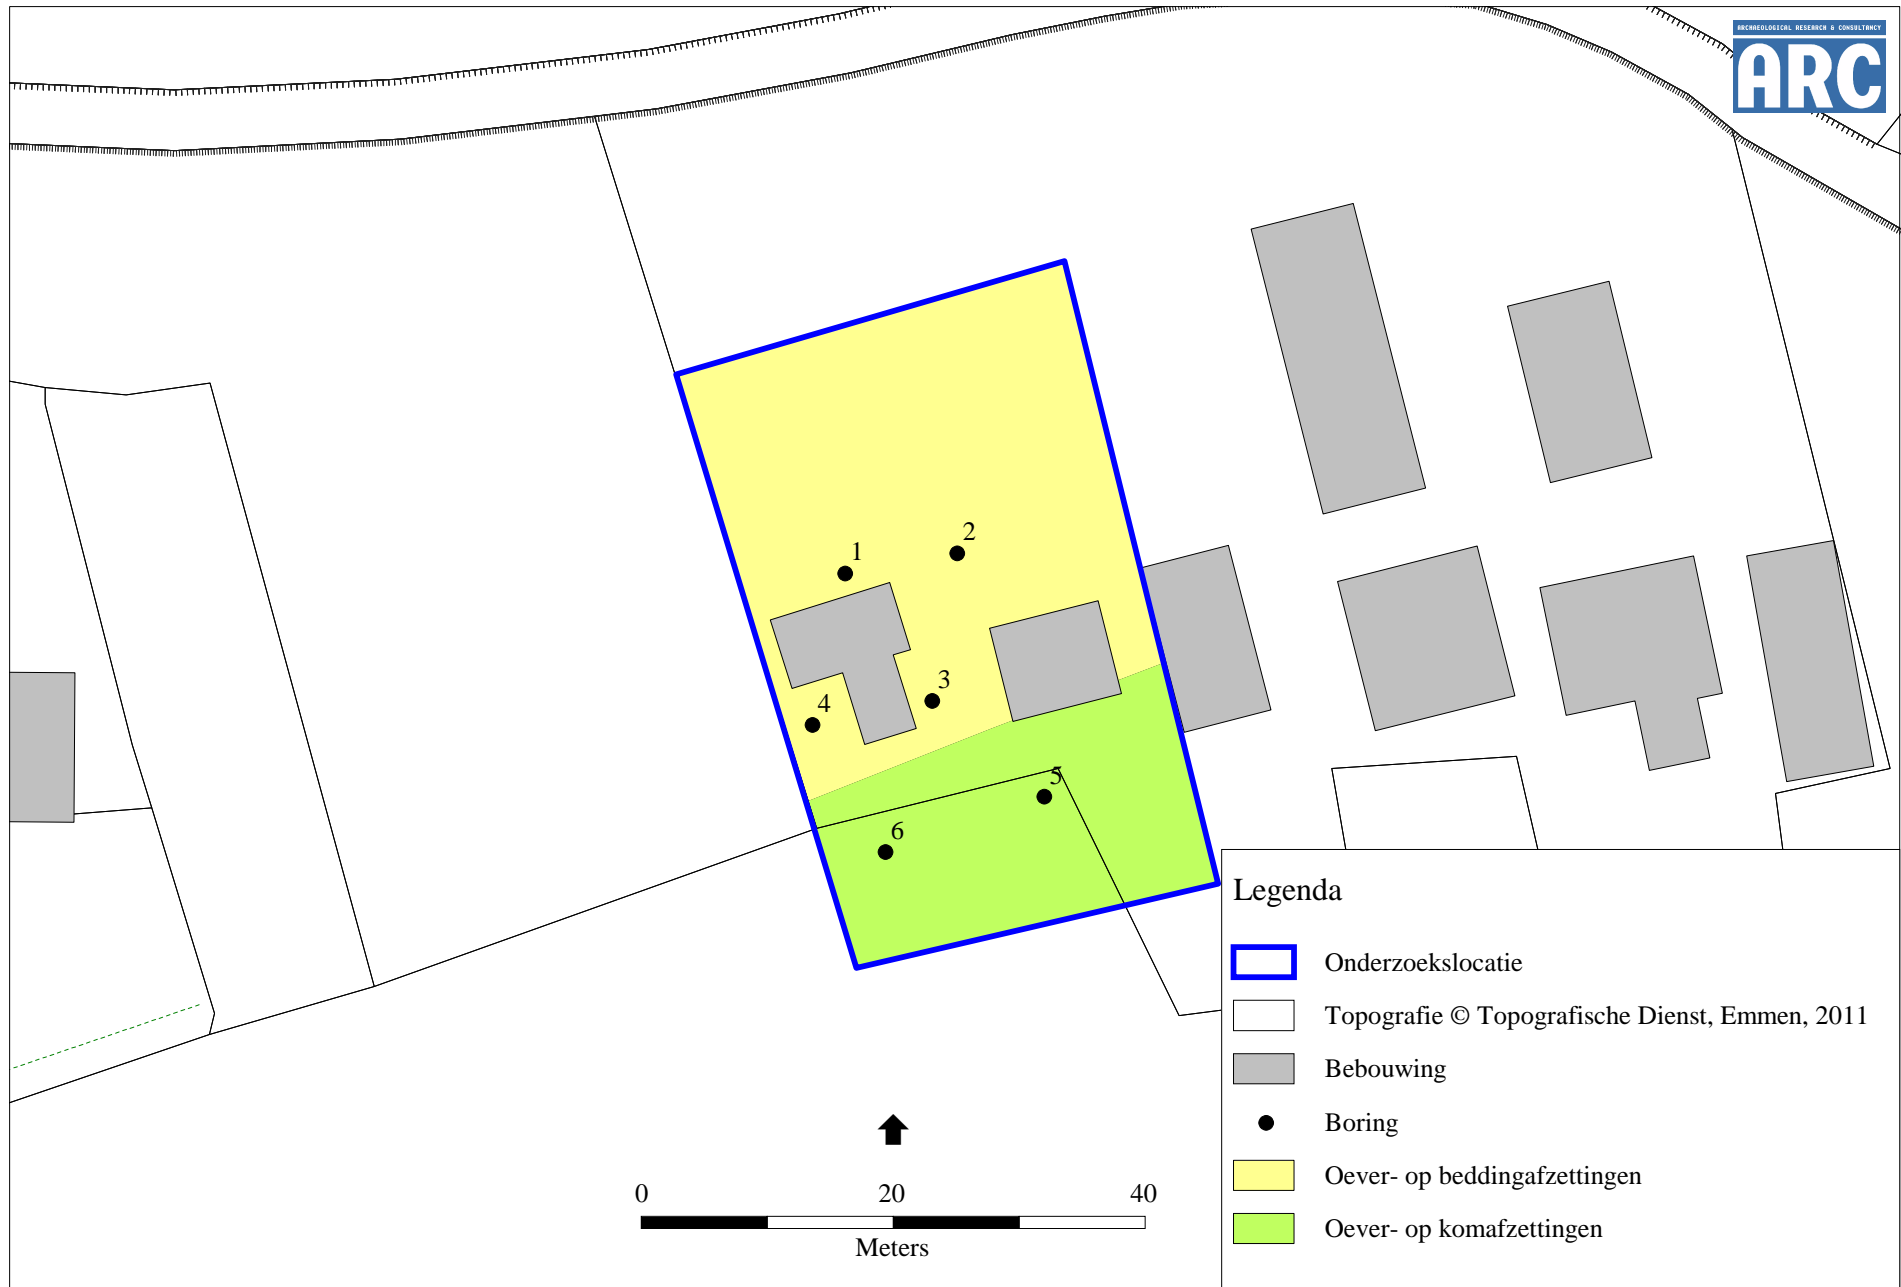 ARCHAEOLOGICAL RESEARCH & CONSULTANCY
ARC
2
1
3
4
5
6
Legenda
Onderzoekslocatie
Topografie © Topografische Dienst, Emmen, 2011
Bebouwing
Boring
Oever- op beddingafzettingen
Oever- op komafzettingen
0 20 40
Meters